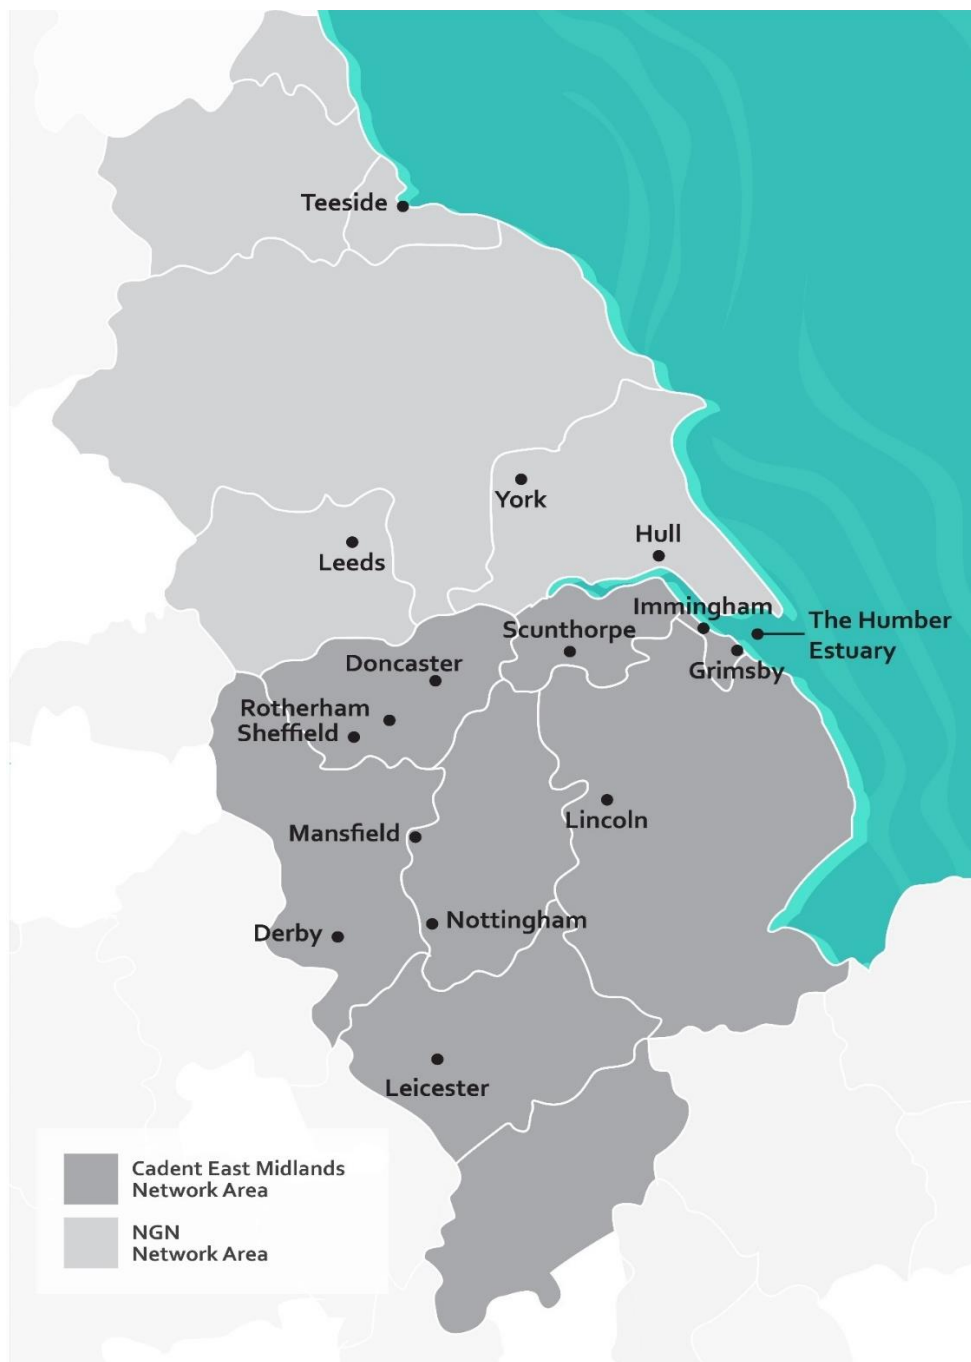 Teeside
York
Hull
Leeds
Immingham
The Humber
Estuary
Scunthorpe
Grimsby
Doncaster
Rotherham
Sheffield
Lincoln
Mansfield
Nottingham
Derby
Leicester
Cadent East Midlands
Network Area
NGN
Network Area